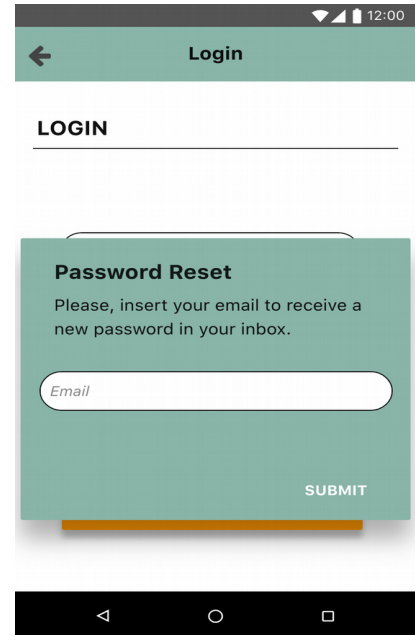 12:00
Login
LOGIN
Password Reset
Please, insert your email to receive a
new password in your inbox.
Email
SUBMIT